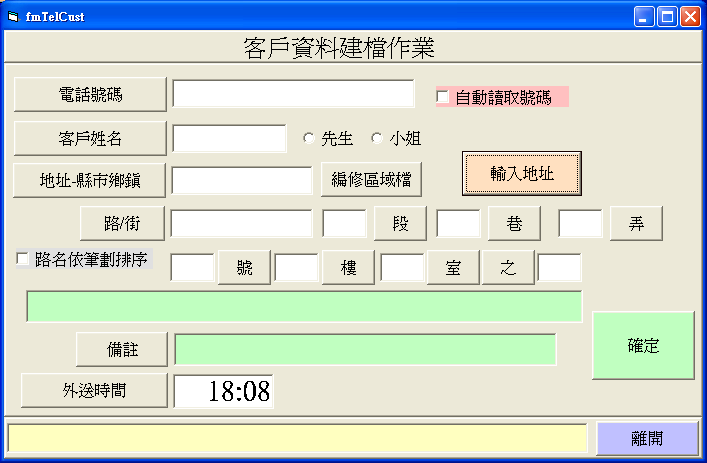 fmTelCust
客戶資料建檔作業
電話號碼 自動讀取號碼
客戶姓名 先生 小姐
地址-縣市鄉鎮 編修區域檔 輸入地址
路/街 段 巷 弄
路名依筆劃排序 號 樓 室 之
確定
備註
外送時間 18:08
離開